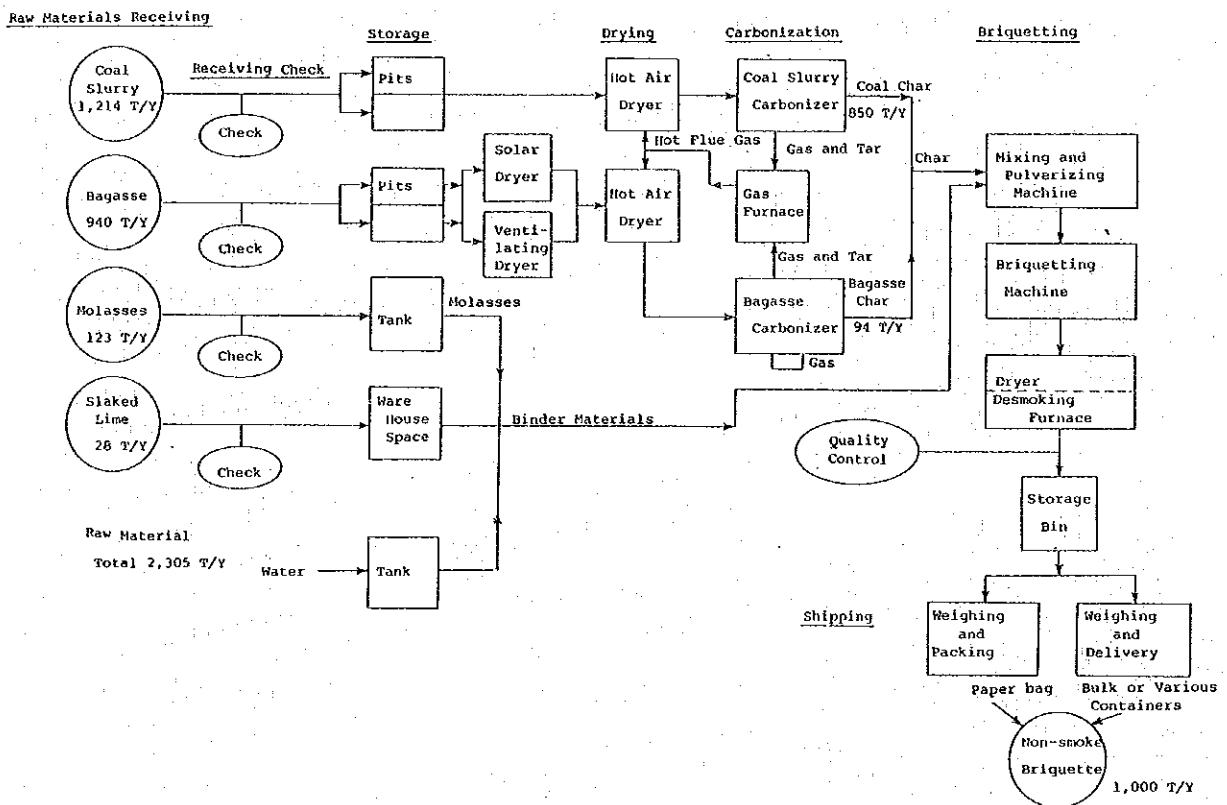 Raw Materials Receiving
Storage
Drying
Carbonization
Briquetting
Coal
Slurry
1,214 T/Y
Receiving Check
Check
Pits
Hot Air
Dryer
Coal Slurry
Carbonizer
Coal Char
850 T/Y
Hot Flue Gas
Gas and Tar
Char
Mixing and
Pulverizing
Machine
Bagasse
940 T/Y
Check
Pits
Solar
Dryer
Venti-
lating
Dryer
Hot Air
Dryer
Gas
Furnace
Gas and Tar
Bagasse
Char
94 T/Y
Briquetting
Machine
Molasses
123 T/Y
Check
Tank
Molasses
Bagasse
Carbonizer
Gas
Slaked
Lime
28 T/Y
Check
Ware
House
Space
Binder Materials
Dryer
Desmoking
Furnace
Quality
Control
Storage
Bin
Raw Material
Total 2,305 T/Y
Water
Tank
Shipping
Weighing
and
Packing
Weighing
and
Delivery
Paper bag
Bulk or Various
Containers
Non-smoke
Briquette
1,000 T/Y